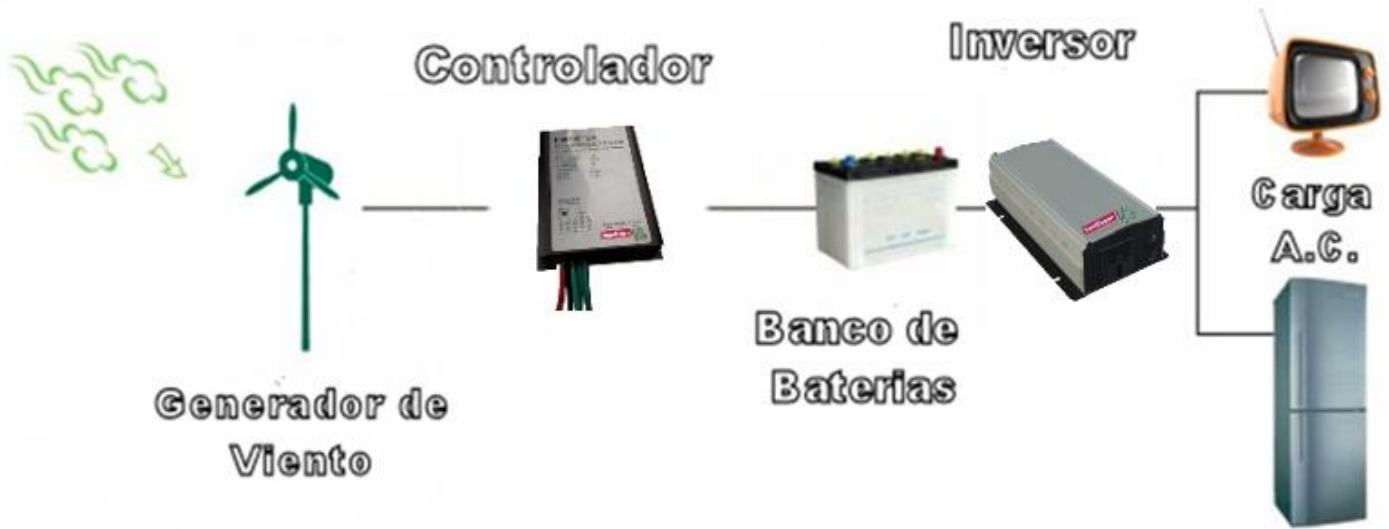 Controlador
Inversor
Carga
A.C.
Banco de
Baterias
Generador de
Viento